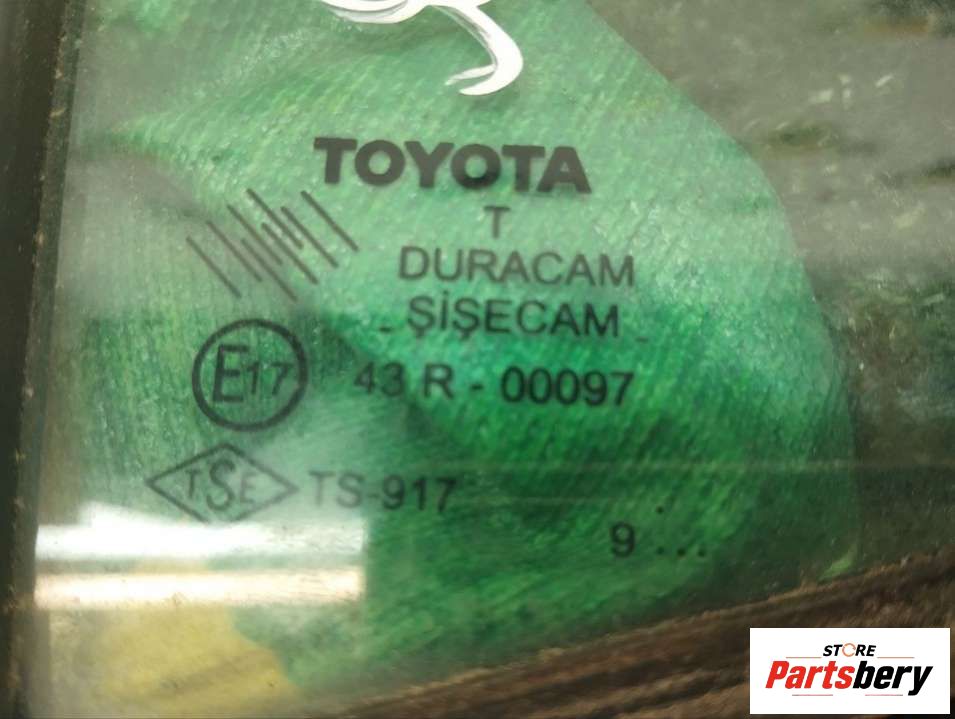 TOYOTA
T
DURACAM
ŞİŞECAM
E17 43 R - 00097
TSE TS-917
9 ...
STORE
Partsbery